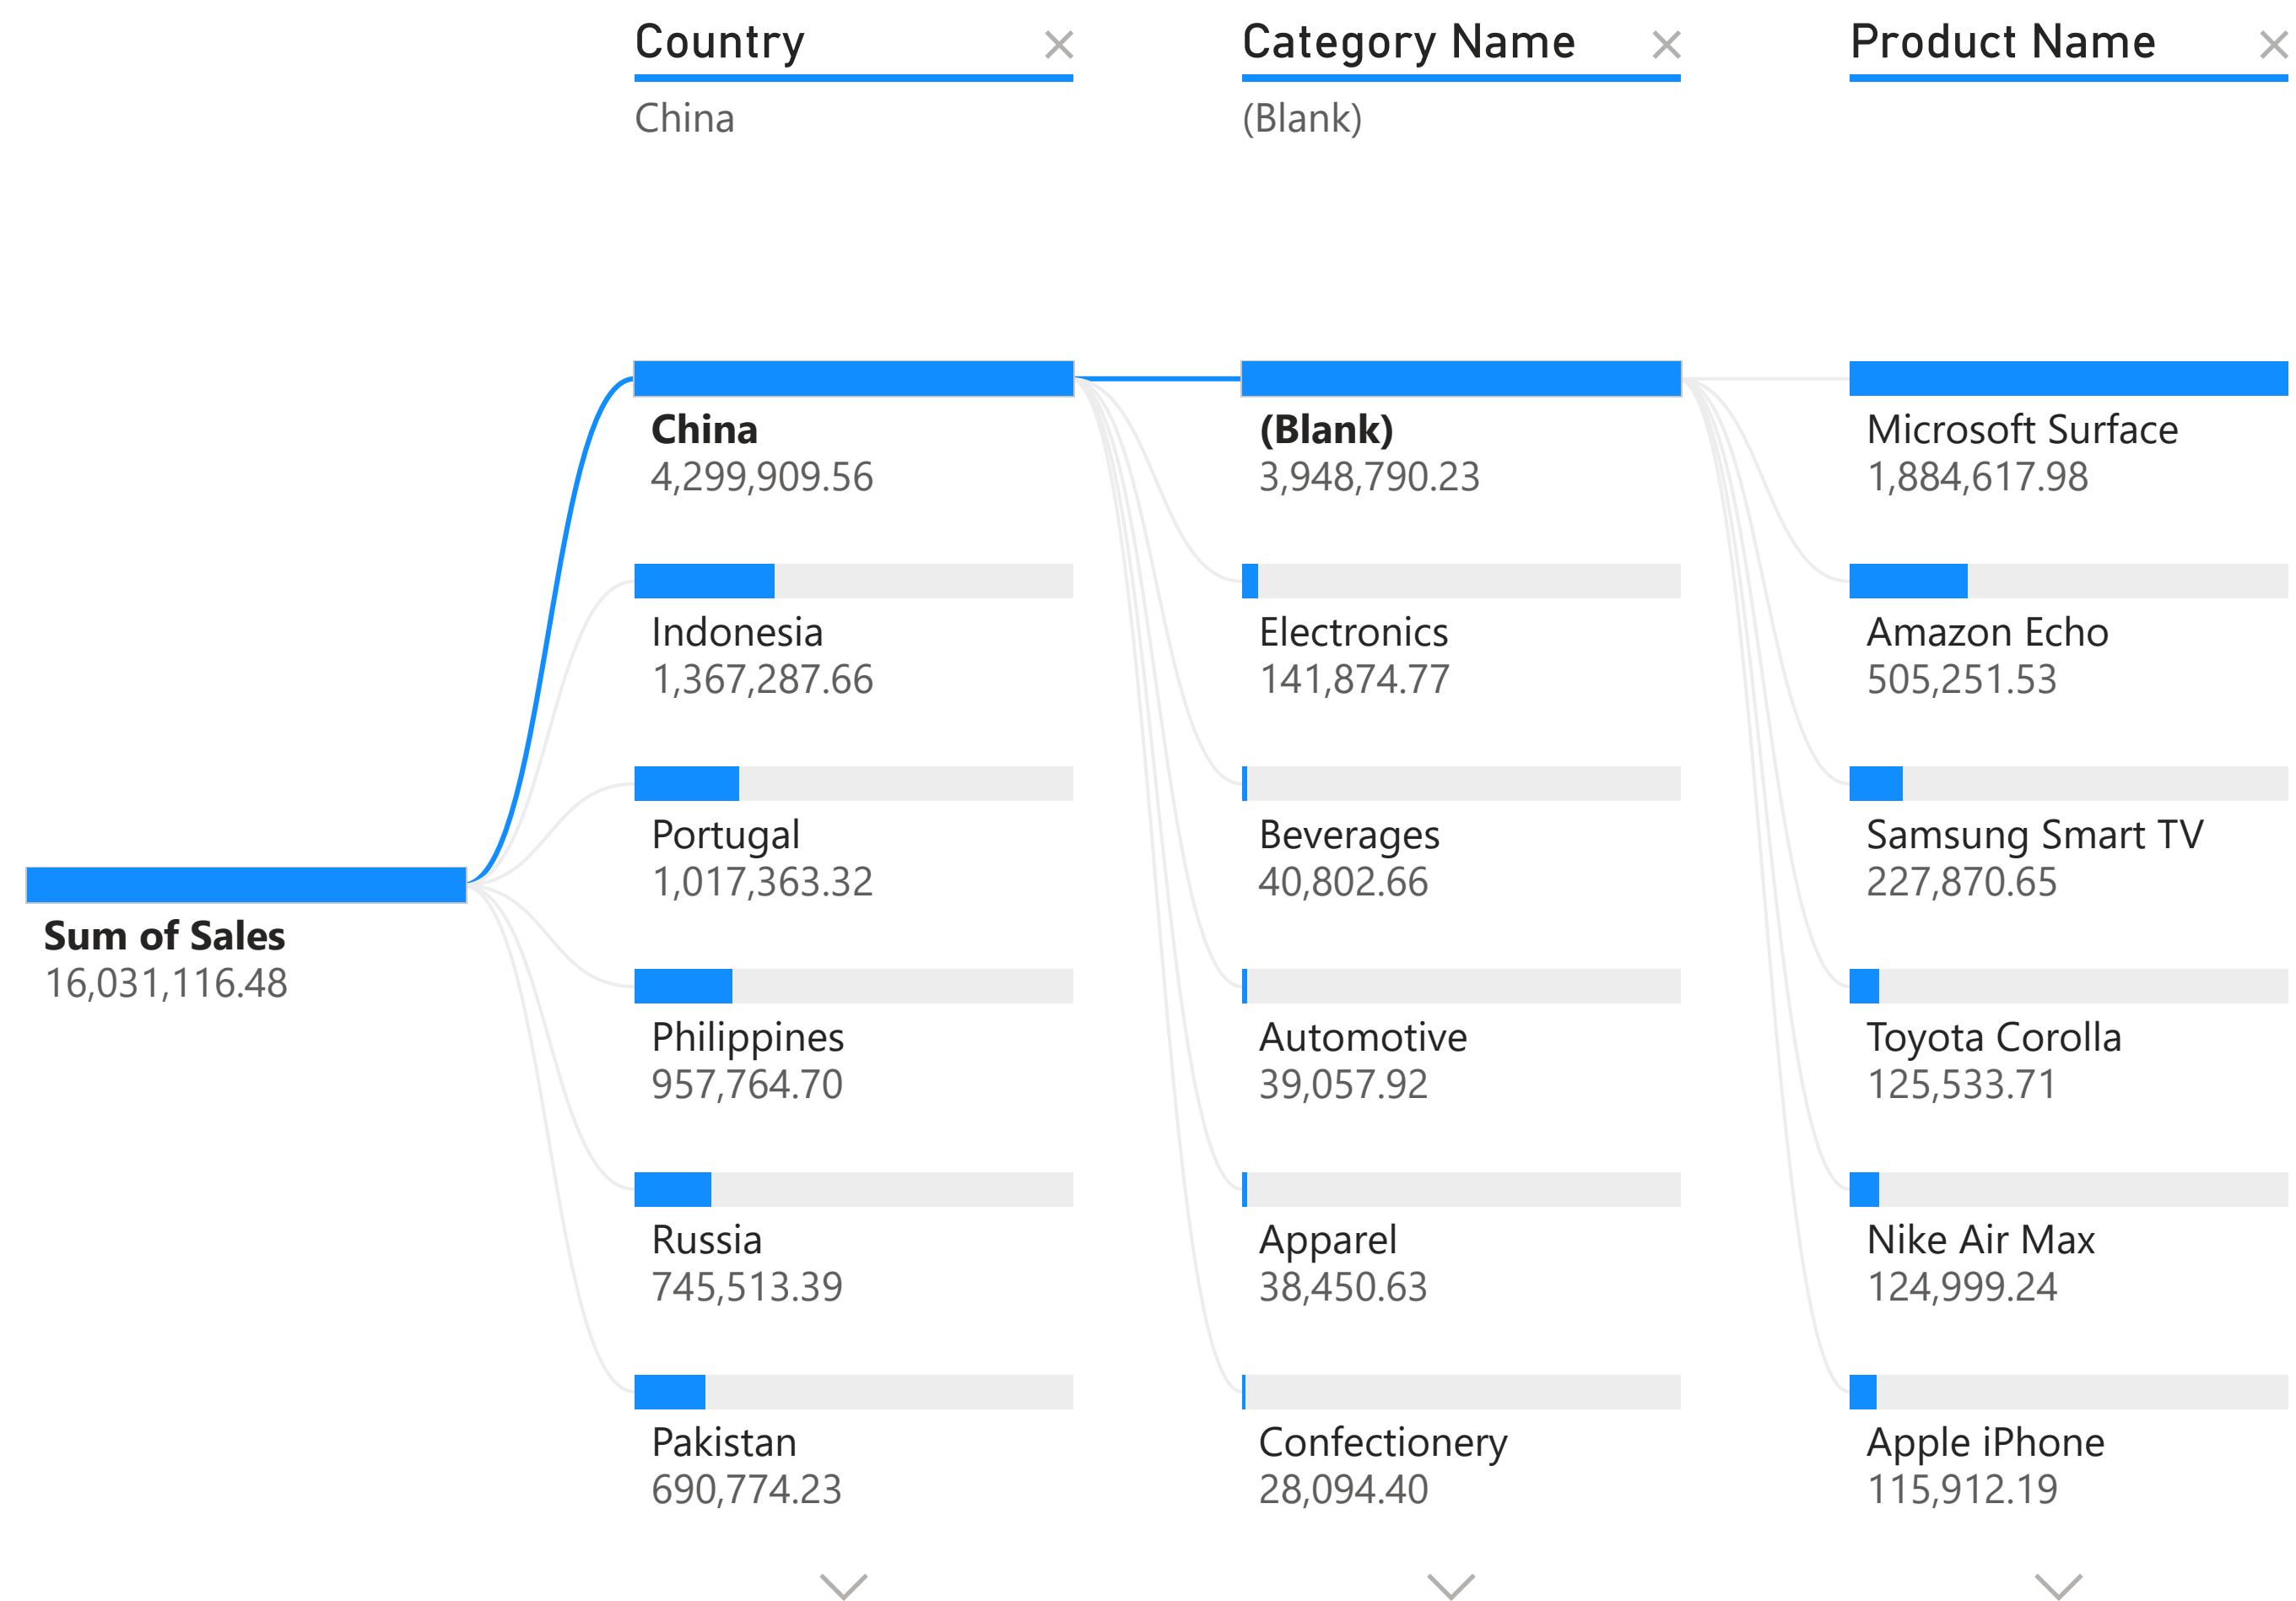 Country
China
Category Name
(Blank)
Product Name
Sum of Sales
16,031,116.48
China
4,299,909.56
Indonesia
1,367,287.66
Portugal
1,017,363.32
Philippines
957,764.70
Russia
745,513.39
Pakistan
690,774.23
(Blank)
3,948,790.23
Electronics
141,874.77
Beverages
40,802.66
Automotive
39,057.92
Apparel
38,450.63
Confectionery
28,094.40
Microsoft Surface
1,884,617.98
Amazon Echo
505,251.53
Samsung Smart TV
227,870.65
Toyota Corolla
125,533.71
Nike Air Max
124,999.24
Apple iPhone
115,912.19